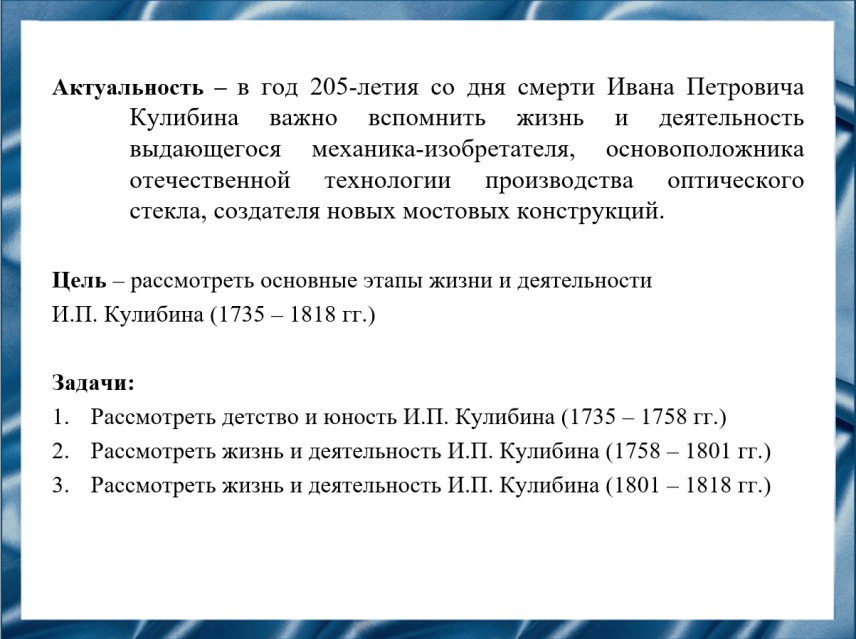 Актуальность – в год 205-летия со дня смерти Ивана Петровича
Кулибина важно вспомнить жизнь и деятельность
выдающегося механика-изобретателя, основоположника
отечественной технологии производства оптического
стекла, создателя новых мостовых конструкций.
Цель – рассмотреть основные этапы жизни и деятельности
И.П. Кулибина (1735 – 1818 гг.)
Задачи:
1. Рассмотреть детство и юность И.П. Кулибина (1735 – 1758 гг.)
2. Рассмотреть жизнь и деятельность И.П. Кулибина (1758 – 1801 гг.)
3. Рассмотреть жизнь и деятельность И.П. Кулибина (1801 – 1818 гг.)